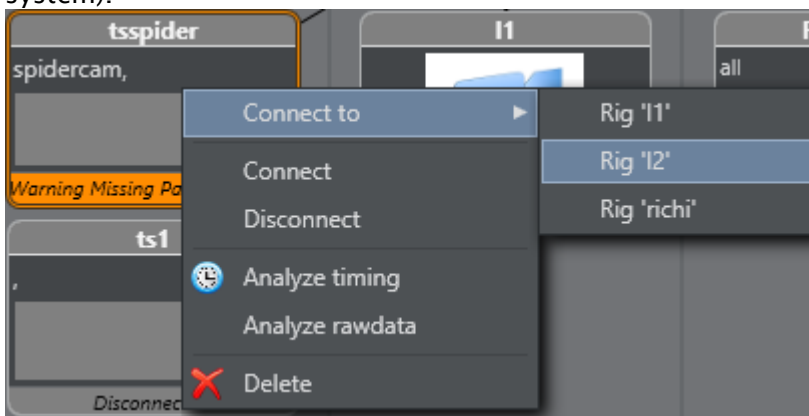 system).
tsspider
l1
spidercam,
all
Connect to
Rig 'l1'
Connect
Rig 'l2'
Warning Missing Pa
Disconnect
Rig 'richi'
ts1
,
Analyze timing
Analyze rawdata
Delete
Disconnec